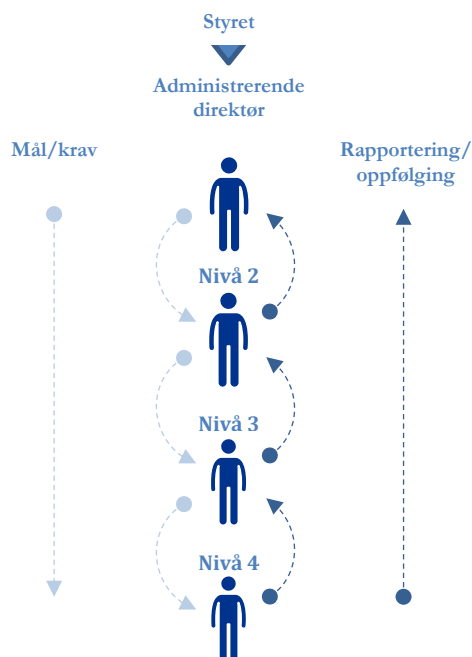 Styret
Administrerende
direktør
Mål/krav
Rapportering/
oppfølging
Nivå 2
Nivå 3
Nivå 4